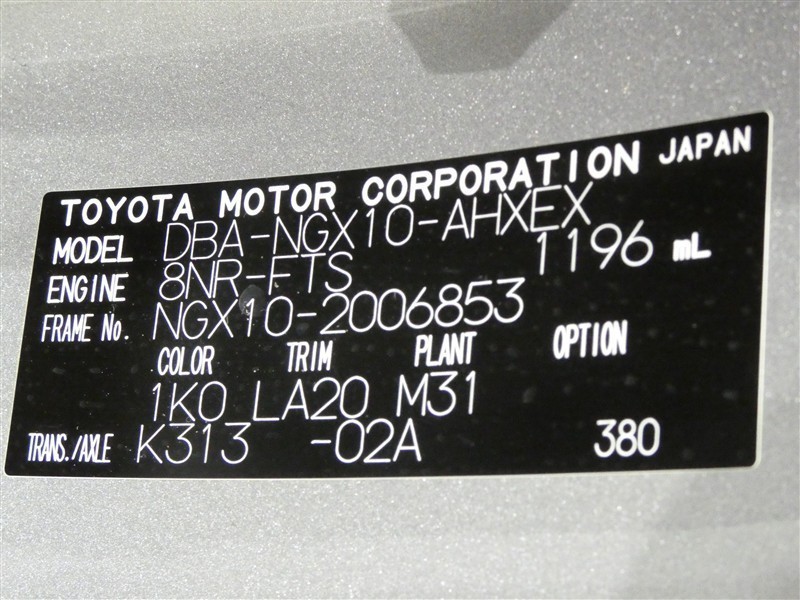 TOYOTA MOTOR CORPORATION JAPAN
MODEL DBA-NGX10-AHXEX
ENGINE 8NR-FTS 1196 mL
FRAME No. NGX10-2006853
COLOR TRIM PLANT OPTION
1K0 LA20 M31
TRANS./AXLE K313 -02A 380